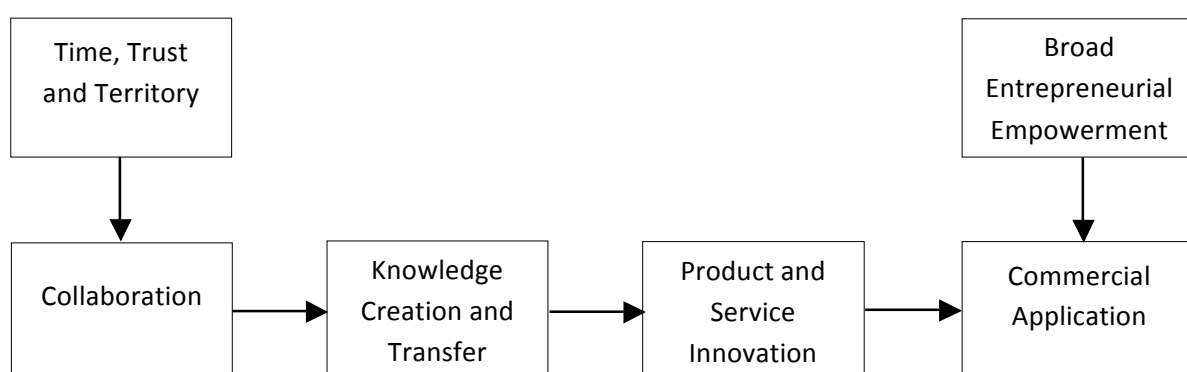 Time, Trust
and Territory
Broad
Entrepreneurial
Empowerment
Collaboration
Knowledge
Creation and
Transfer
Product and
Service
Innovation
Commercial
Application